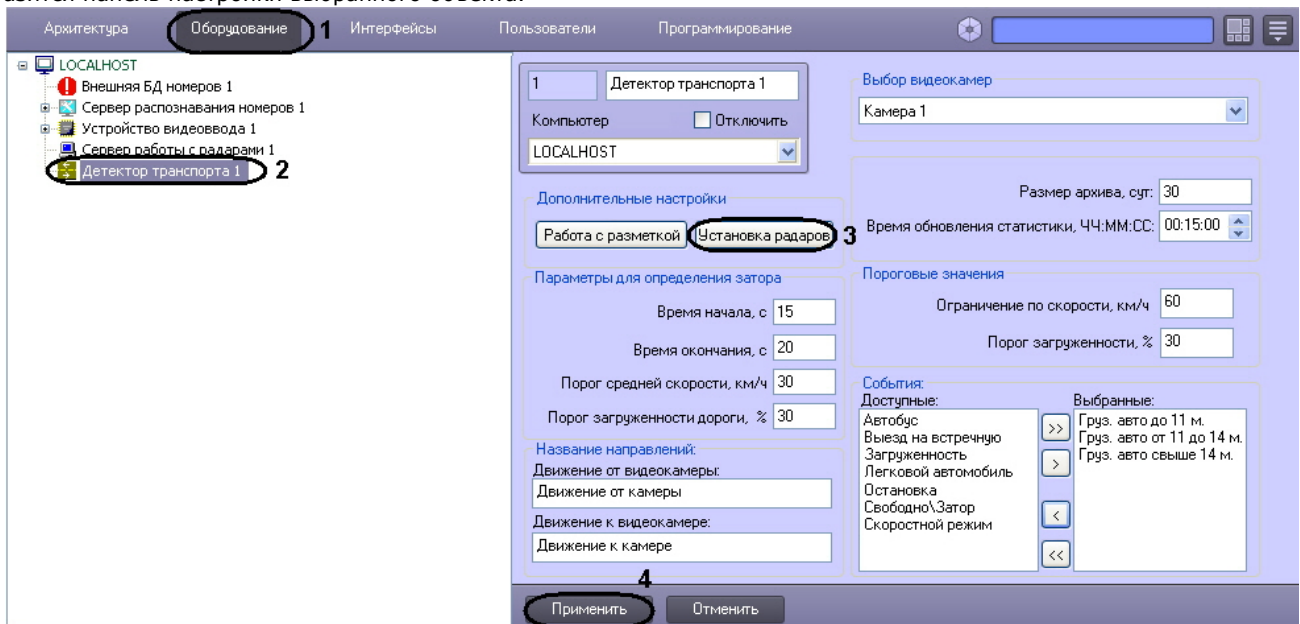 азится панель настройки выбранного объекта.
Архитектура Оборудование 1 Интерфейсы Пользователи Программирование
LOCALHOST
Внешняя БД номеров 1
Сервер распознавания номеров 1
Устройство видеоввода 1
Сервер работы с радарами 1
Детектор транспорта 1 2
1 Детектор транспорта 1
Компьютер Отключить
LOCALHOST
Дополнительные настройки
Работа с разметкой Установка радаров 3
Параметры для определения затора
Время начала, с 15
Время окончания, с 20
Порог средней скорости, км/ч 30
Порог загруженности дороги, % 30
Название направлений:
Движение от видеокамеры:
Движение от камеры
Движение к видеокамере:
Движение к камере
Выбор видеокамер
Камера 1
Размер архива, сут: 30
Время обновления статистики, ЧЧ:ММ:СС: 00:15:00
Пороговые значения
Ограничение по скорости, км/ч 60
Порог загруженности, % 30
События:
Доступные: Выбранные:
Автобус >> Груз. авто до 11 м.
Выезд на встречную Груз. авто от 11 до 14 м.
Загруженность > Груз. авто свыше 14 м.
Легковой автомобиль
Остановка
Свободно\Затор <
Скоростной режим
<<
4
Применить Отменить